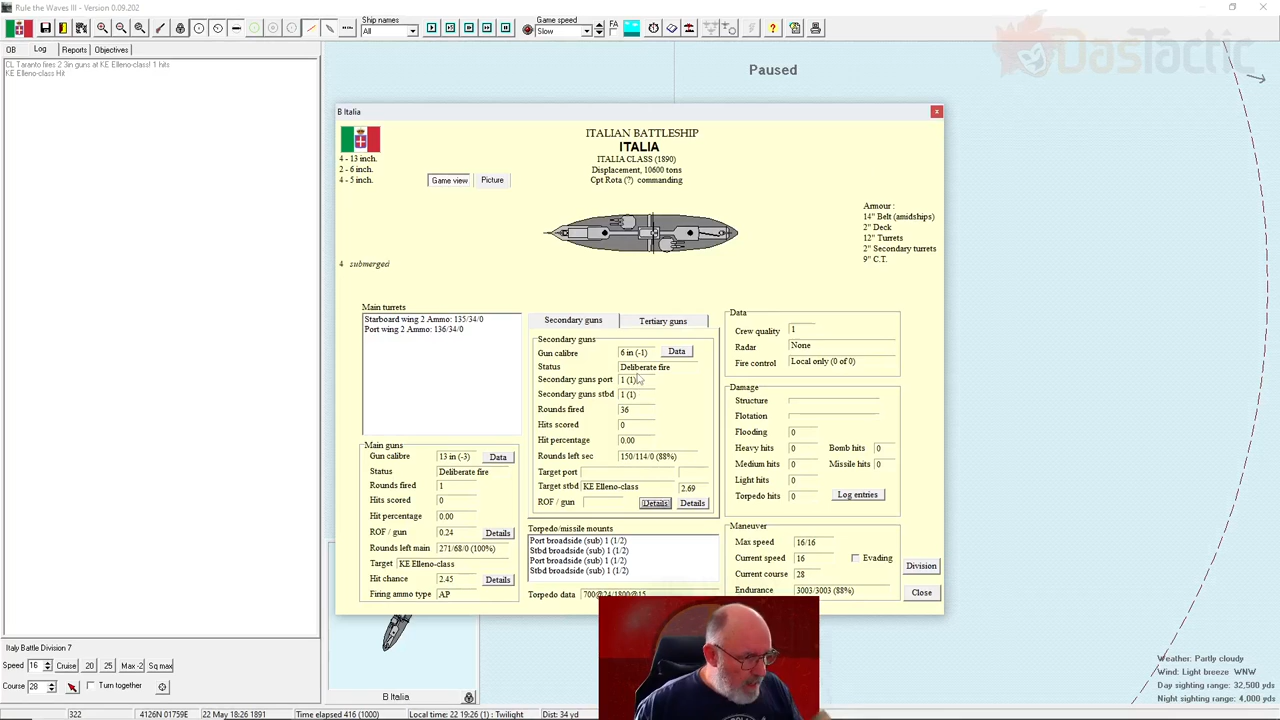 Rule the Waves III - Version 0.09.202
Ship names
All
FA
Game speed
Slow
OB
Log
Reports
Objectives
CL Taranto fires 2 3in guns at KE Elleno-class! 1 hits
KE Elleno-class Hit
DasTactic
Paused
B Italia
4 - 13 inch.
2 - 6 inch.
4 - 5 inch.
Game view
Picture
ITALIAN BATTLESHIP
ITALIA
ITALIA CLASS (1890)
Displacement, 10600 tons
Cpt Rota (?) commanding
Armour :
14" Belt (amidships)
2" Deck
12" Turrets
2" Secondary turrets
9" C.T.
4 submerged
Main turrets
Starboard wing 2 Ammo: 135/34/0
Port wing 2 Ammo: 136/34/0
Main guns
Gun calibre 13 in (-3) Data
Status Deliberate fire
Rounds fired 1
Hits scored 0
Hit percentage 0.00
ROF / gun 0.24 Details
Rounds left main 271/68/0 (100%)
Target KE Elleno-class
Hit chance 2.45 Details
Firing ammo type AP
Secondary guns
Tertiary guns
Secondary guns
Gun calibre 6 in (-1) Data
Status Deliberate fire
Secondary guns port 1 (1)
Secondary guns stbd 1 (1)
Rounds fired 36
Hits scored 0
Hit percentage 0.00
Rounds left sec 150/114/0 (88%)
Target port
Target stbd KE Elleno-class 2.69
ROF / gun Details Details
Torpedo/missile mounts
Port broadside (sub) 1 (1/2)
Stbd broadside (sub) 1 (1/2)
Port broadside (sub) 1 (1/2)
Stbd broadside (sub) 1 (1/2)
Torpedo data 700@24/1800@15
Data
Crew quality 1
Radar None
Fire control Local only (0 of 0)
Damage
Structure
Flotation
Flooding 0
Heavy hits 0 Bomb hits 0
Medium hits 0 Missile hits 0
Light hits 0
Torpedo hits 0 Log entries
Maneuver
Max speed 16/16
Current speed 16 Evading
Current course 28
Endurance 3003/3003 (88%)
Division
Close
Italy Battle Division 7
Speed 16 Cruise 20 25 Max -2 Sq max
Course 28 Turn together
B Italia
Weather: Partly cloudy
Wind: Light breeze WNW
Day sighting range: 32,500 yds
Night sighting range: 4,000 yds
322
4126N 01759E
22 May 18:26 1891
Time elapsed 416 (1000)
Local time: 22 19:26 (1) : Twilight
Dist: 34 yd